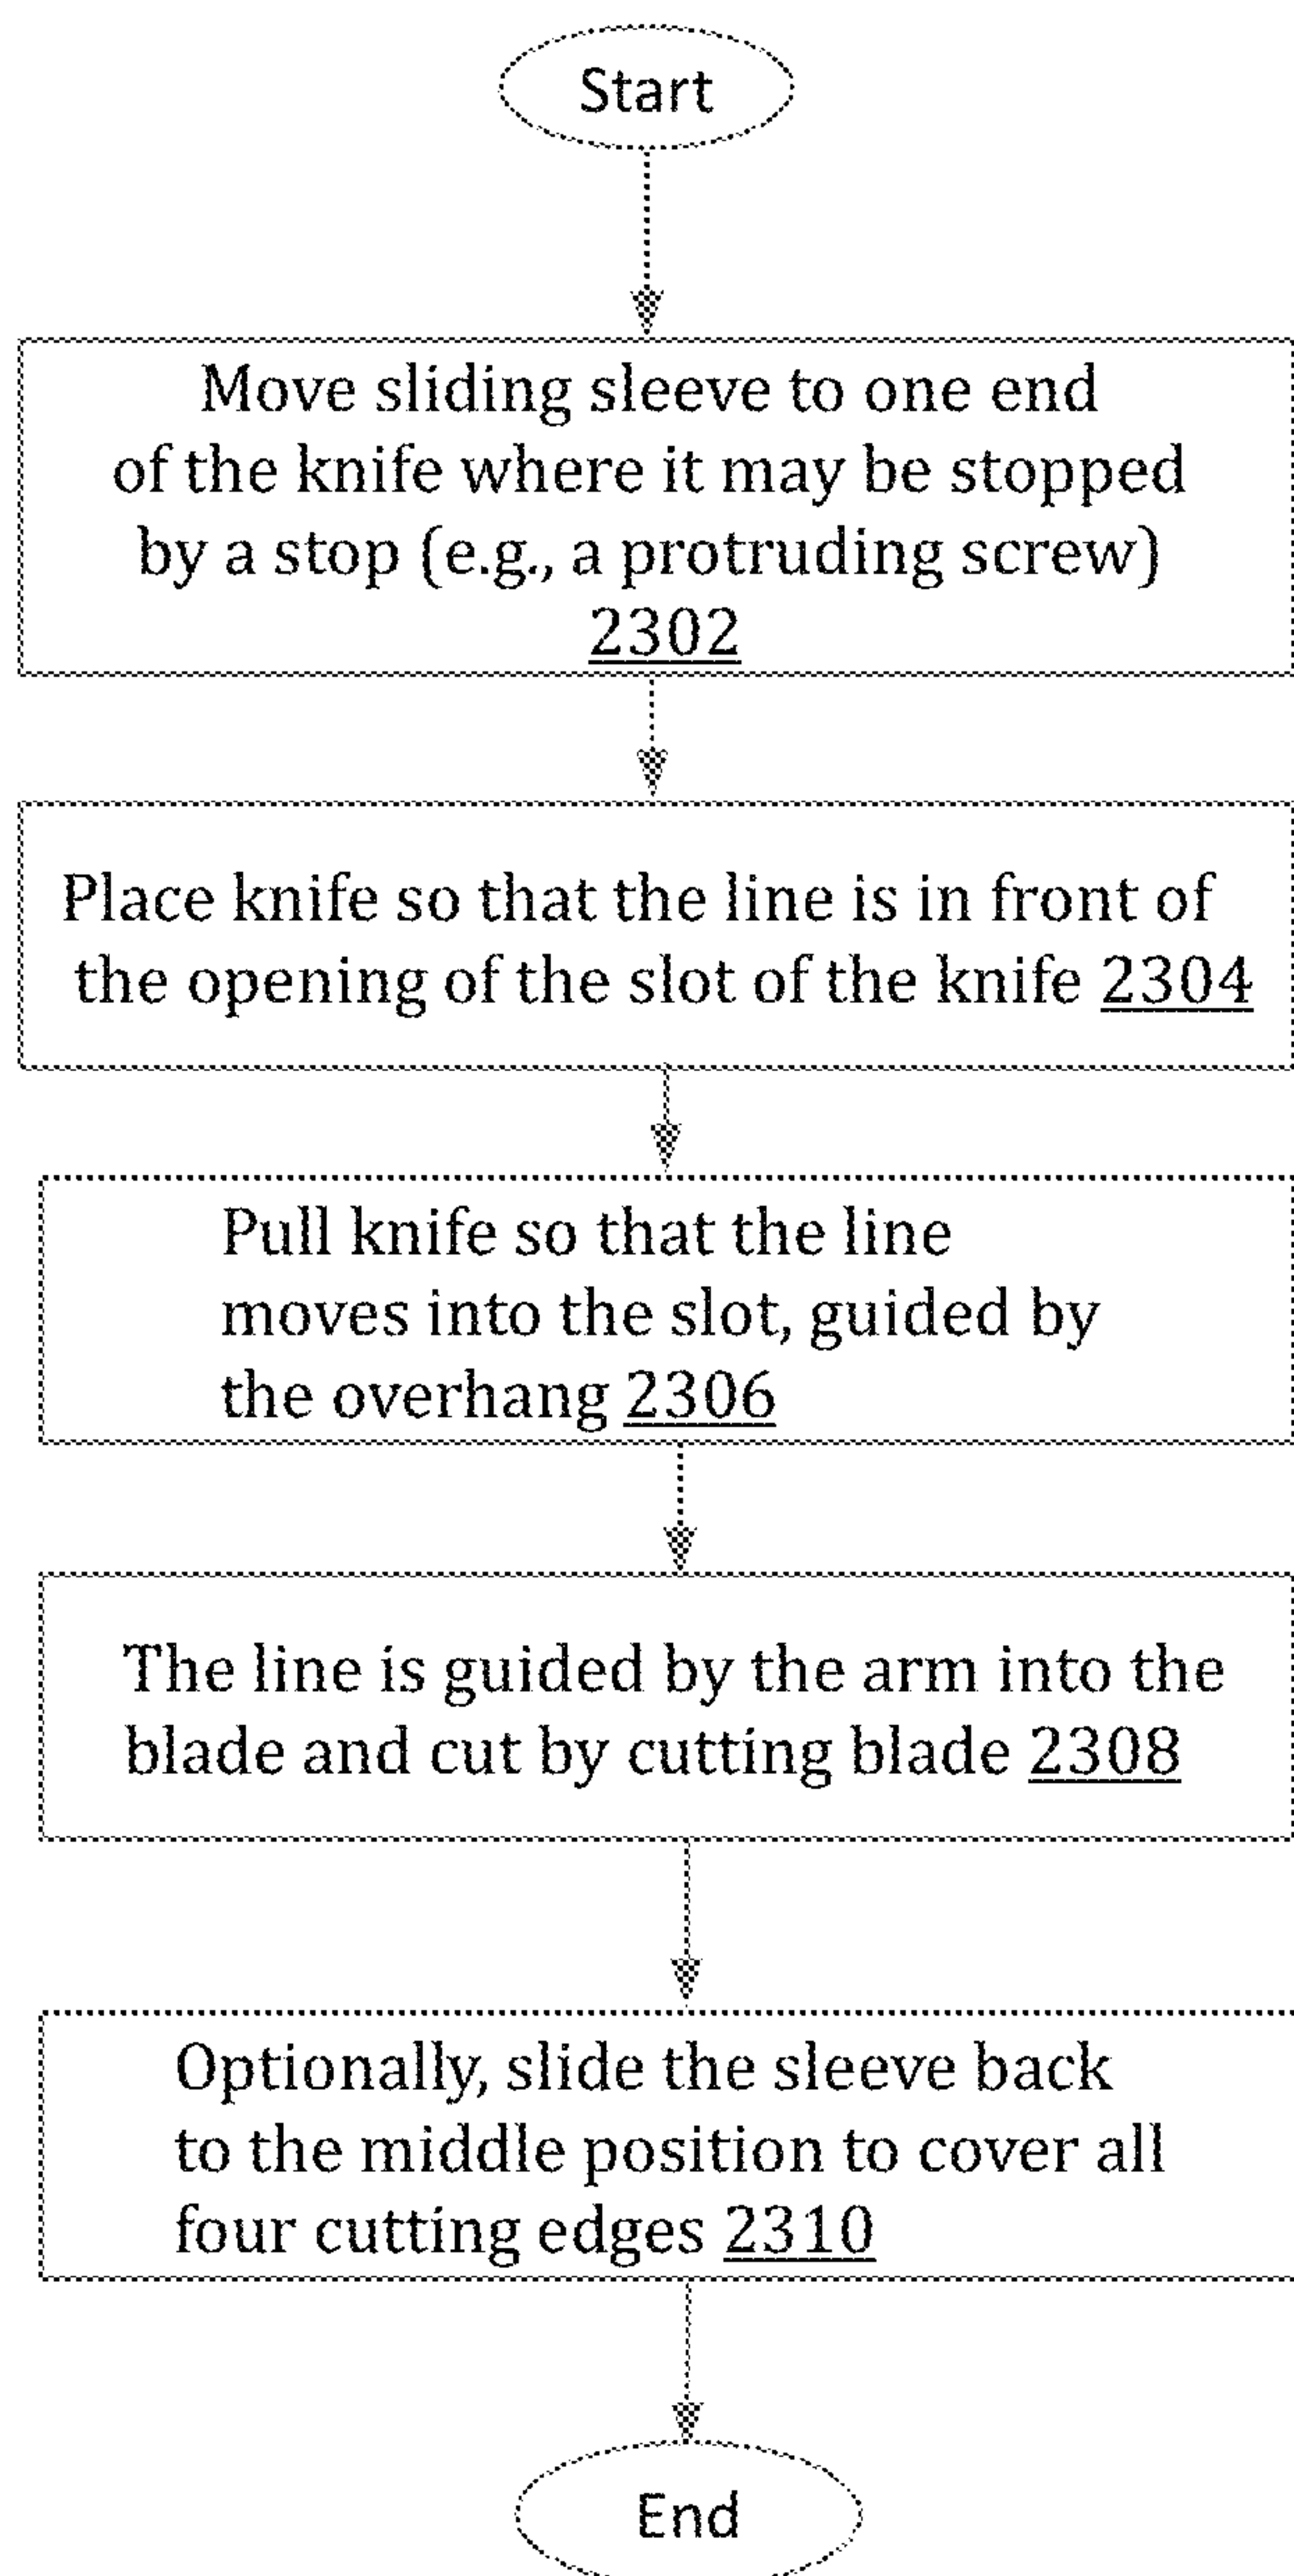 Start
Move sliding sleeve to one end
of the knife where it may be stopped
by a stop (e.g., a protruding screw)
2302
Place knife so that the line is in front of
the opening of the slot of the knife 2304
Pull knife so that the line
moves into the slot, guided by
the overhang 2306
The line is guided by the arm into the
blade and cut by cutting blade 2308
Optionally, slide the sleeve back
to the middle position to cover all
four cutting edges 2310
End